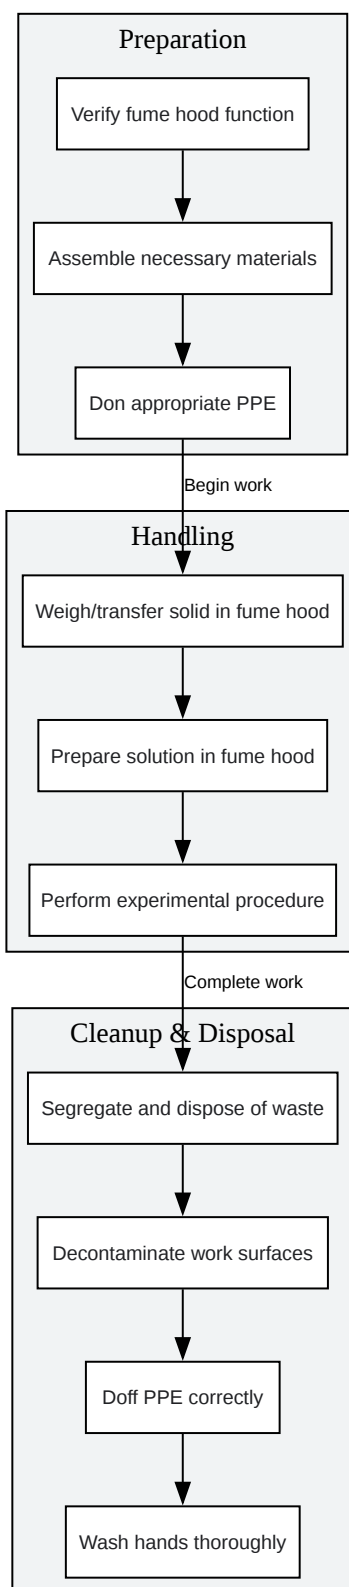 Preparation
Verify fume hood function
Assemble necessary materials
Don appropriate PPE
Begin work
Handling
Weigh/transfer solid in fume hood
Prepare solution in fume hood
Perform experimental procedure
Complete work
Cleanup & Disposal
Segregate and dispose of waste
Decontaminate work surfaces
Doff PPE correctly
Wash hands thoroughly